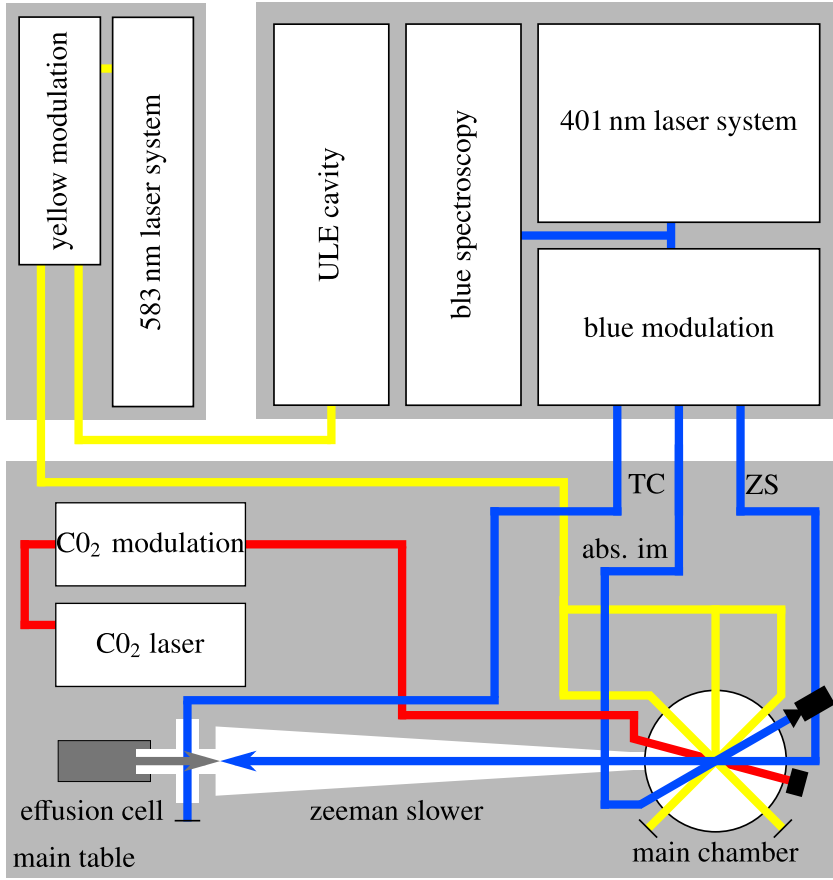 yellow modulation
583 nm laser system
ULE cavity
blue spectroscopy
401 nm laser system
blue modulation
TC
ZS
abs. im
C0₂ modulation
C0₂ laser
effusion cell
zeeman slower
main chamber
main table